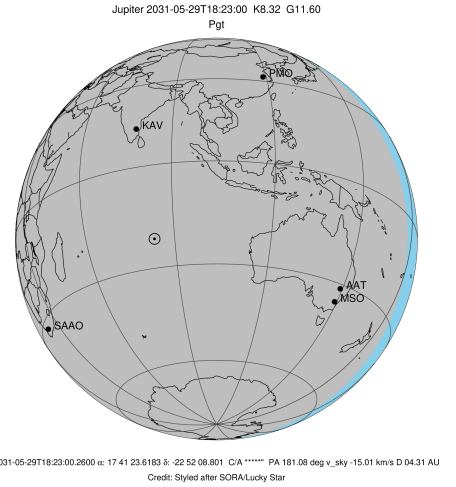 Jupiter 2031-05-29T18:23:00 K8.32 G11.60
Pgt
PMO
KAV
AAT
MSO
SAAO
031-05-29T18:23:00.2600 α: 17 41 23.6183 δ: -22 52 08.801 C/A *****" PA 181.08 deg v_sky -15.01 km/s D 04.31 AU
Credit: Styled after SORA/Lucky Star